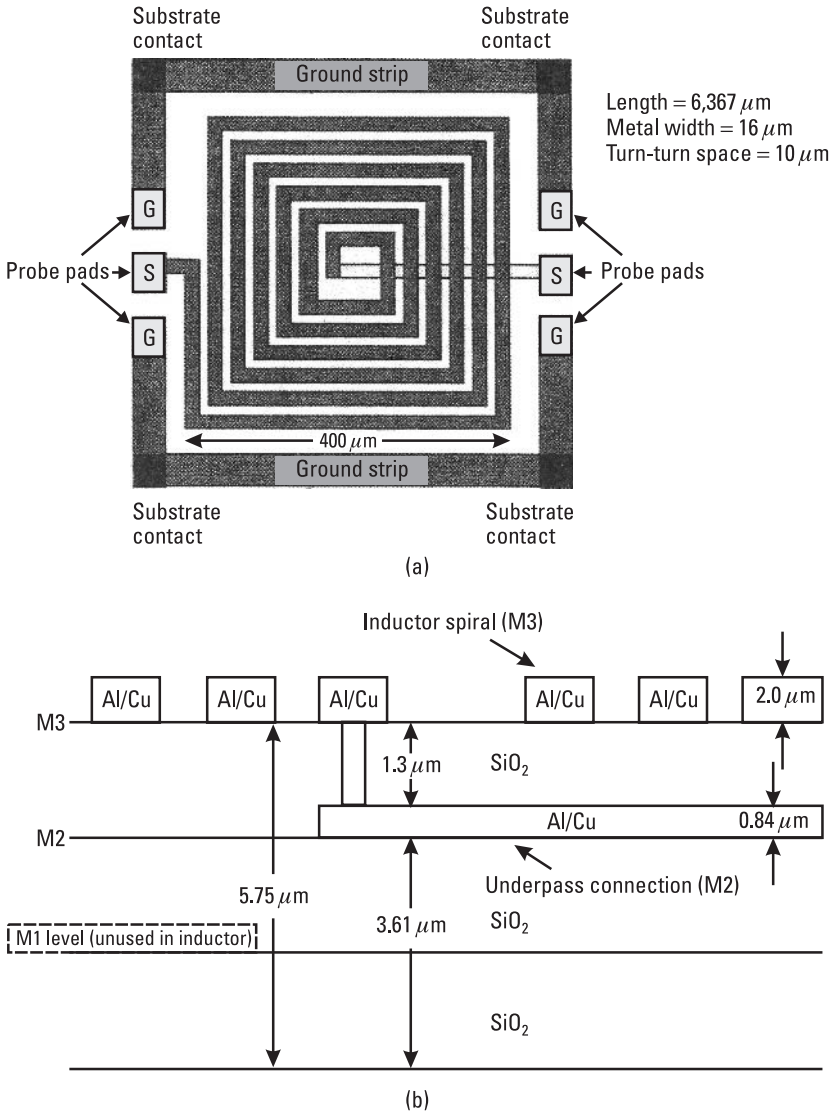 Substrate
contact
Substrate
contact
Ground strip
Length = 6,367 μm
Metal width = 16 μm
Turn-turn space = 10 μm
G
G
Probe pads
S
S
Probe pads
G
G
400 μm
Ground strip
Substrate
contact
Substrate
contact
(a)
Inductor spiral (M3)
Al/Cu
Al/Cu
Al/Cu
Al/Cu
Al/Cu
2.0 μm
M3
1.3 μm
SiO₂
Al/Cu
0.84 μm
M2
Underpass connection (M2)
5.75 μm
3.61 μm
SiO₂
M1 level (unused in inductor)
SiO₂
(b)